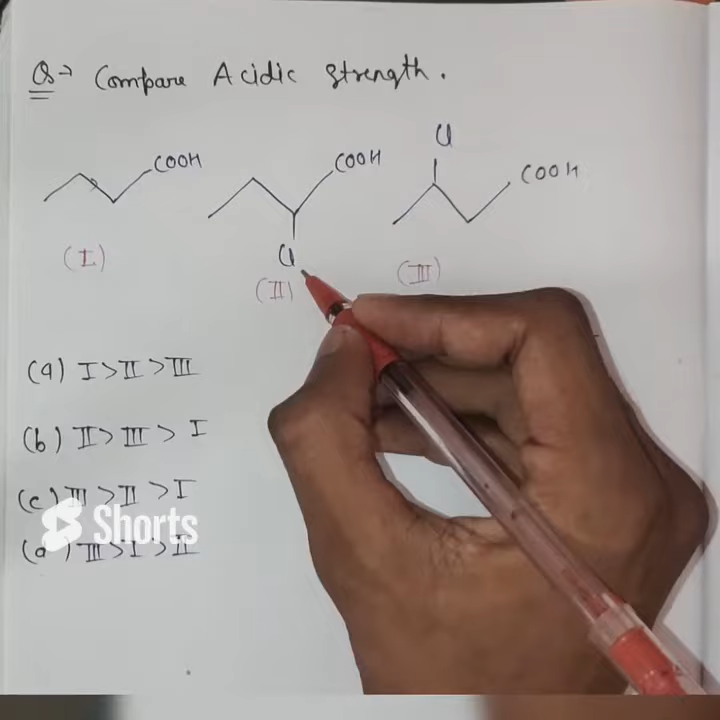 Q→ Compare Acidic Strength.
Cl
COOH COOH COOH
(I) Cl (III)
(II)
(a) I > II > III
(b) II > III > I
(c) III > II > I
Shorts
(d) III > I > II